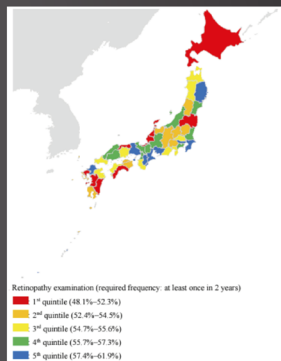 Retinopathy examination (required frequency: at least once in 2 years)
1st quintile (48.1%–52.3%)
2nd quintile (52.4%–54.5%)
3rd quintile (54.7%–55.6%)
4th quintile (55.7%–57.3%)
5th quintile (57.4%–61.9%)